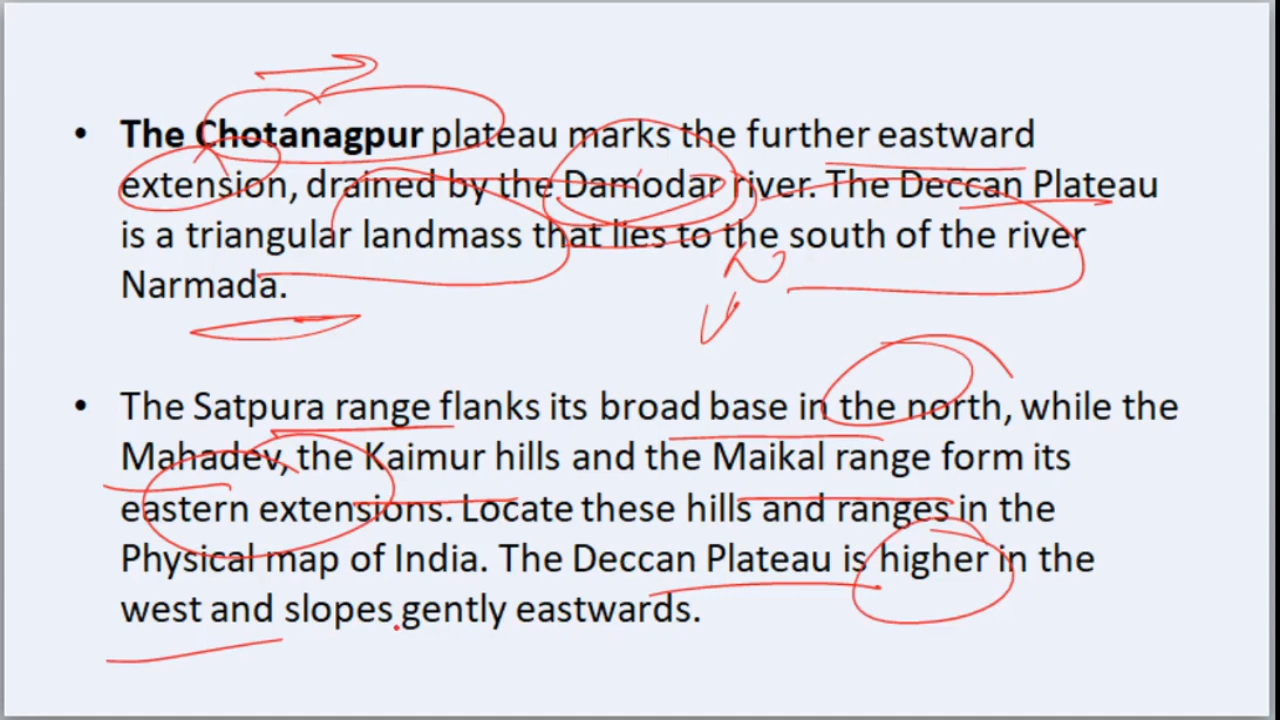 • The Chotanagpur plateau marks the further eastward
extension, drained by the Damodar river. The Deccan Plateau
is a triangular landmass that lies to the south of the river
Narmada.
• The Satpura range flanks its broad base in the north, while the
Mahadev, the Kaimur hills and the Maikal range form its
eastern extensions. Locate these hills and ranges in the
Physical map of India. The Deccan Plateau is higher in the
west and slopes gently eastwards.